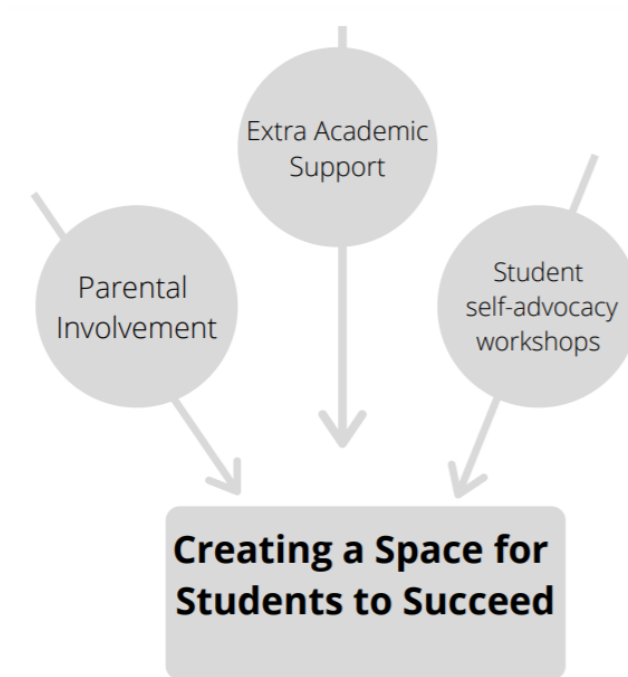 Extra Academic
Support
Parental
Involvement
Student
self-advocacy
workshops
Creating a Space for
Students to Succeed